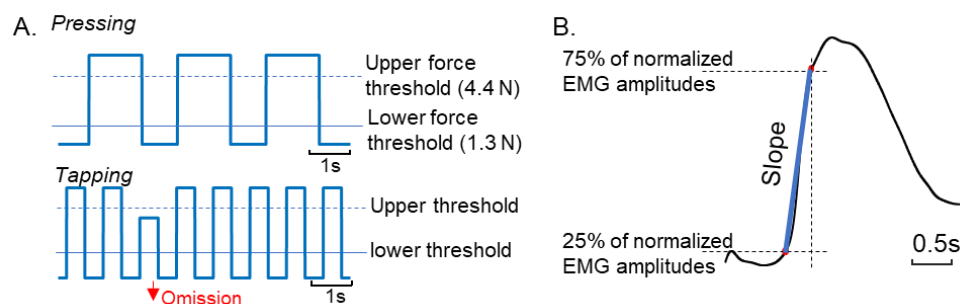 A.
Pressing
Upper force
threshold (4.4 N)
Lower force
threshold (1.3 N)
1s
Tapping
Upper threshold
lower threshold
1s
Omission
B.
75% of normalized
EMG amplitudes
Slope
25% of normalized
EMG amplitudes
0.5s